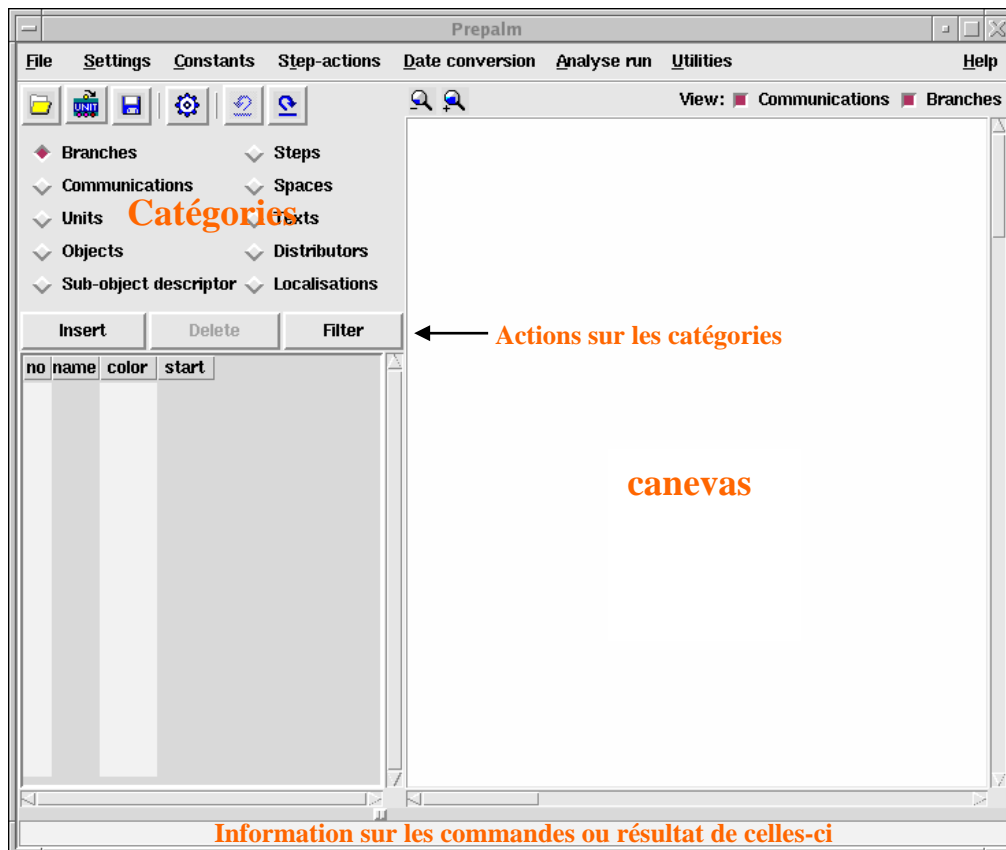 Prepalm
File Settings Constants Step-actions Date conversion Analyse run Utilities Help
UNIT View: Communications Branches
Branches Steps
Communications Spaces
Catégories
Units Texts
Objects Distributors
Sub-object descriptor Localisations
Insert Delete Filter
Actions sur les catégories
no name color start
canevas
Information sur les commandes ou résultat de celles-ci